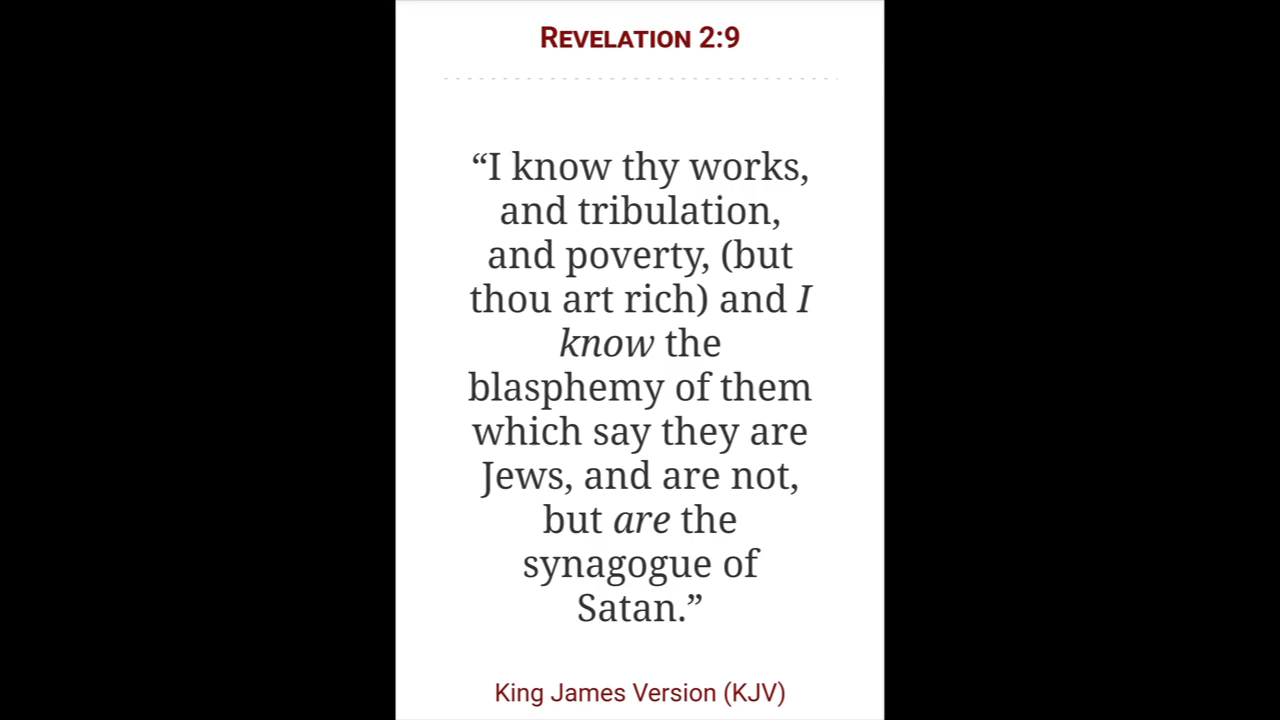 REVELATION 2:9
“I know thy works,
and tribulation,
and poverty, (but
thou art rich) and I
know the
blasphemy of them
which say they are
Jews, and are not,
but are the
synagogue of
Satan.”
King James Version (KJV)